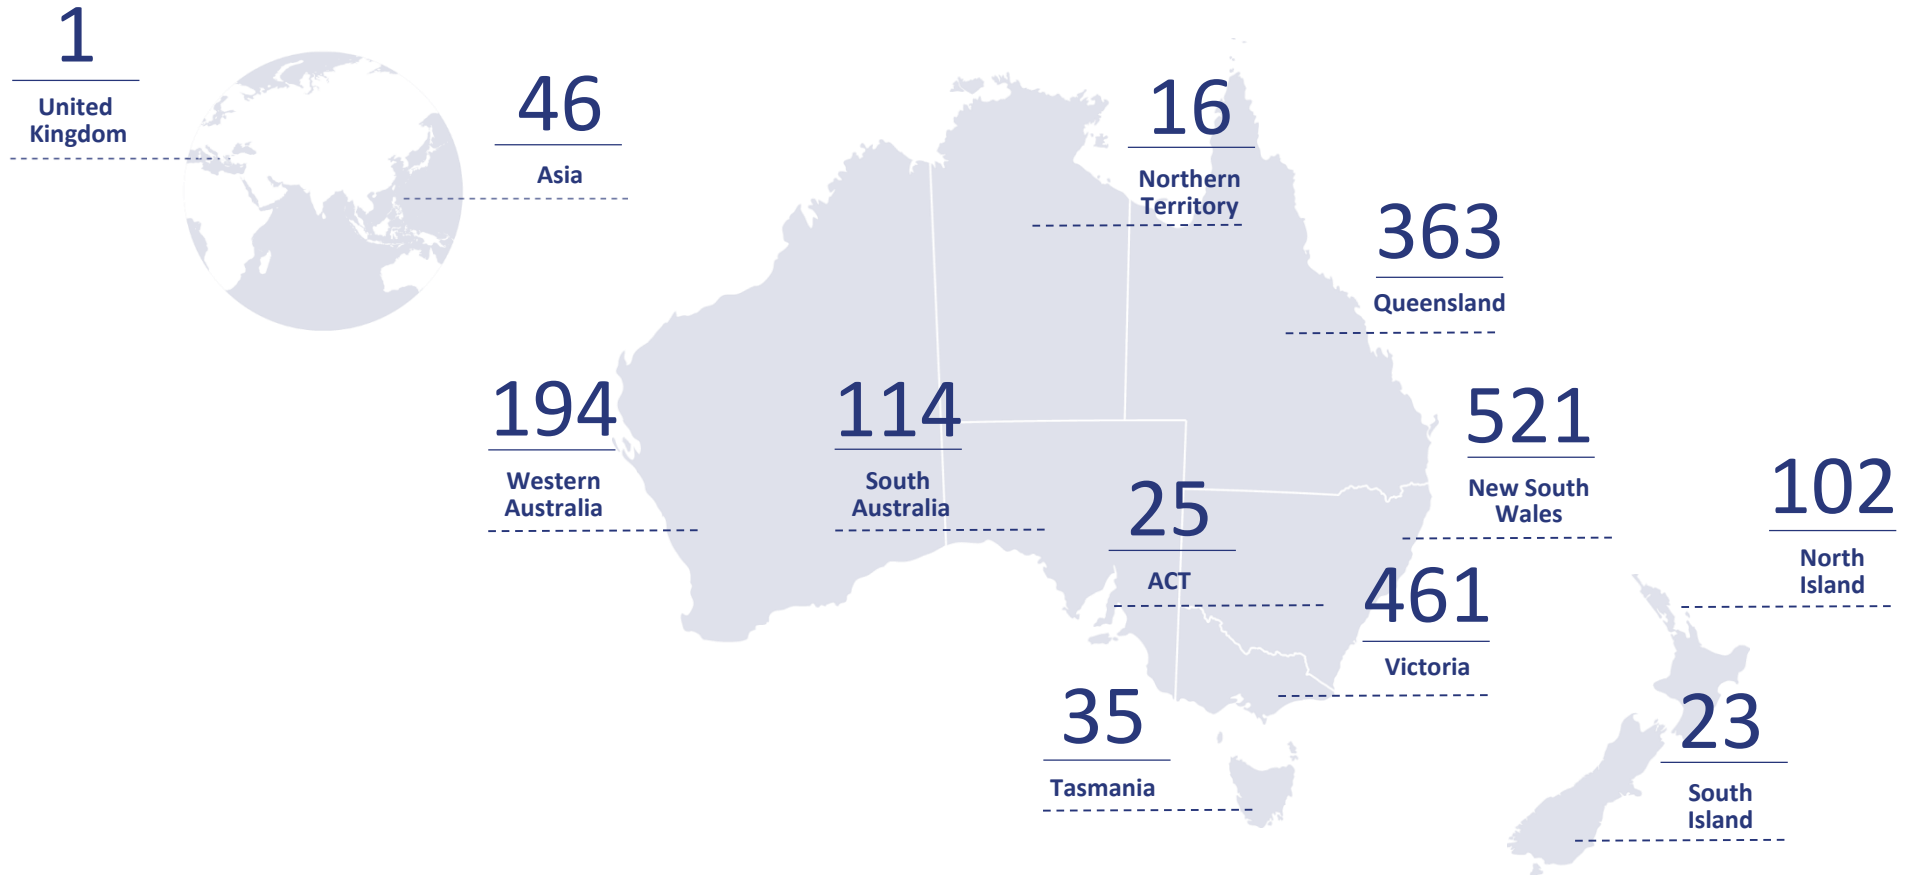 1
United
Kingdom
46
Asia
16
Northern
Territory
363
Queensland
194
Western
Australia
114
South
Australia
521
New South
Wales
25
ACT
102
North
Island
461
Victoria
35
Tasmania
23
South
Island